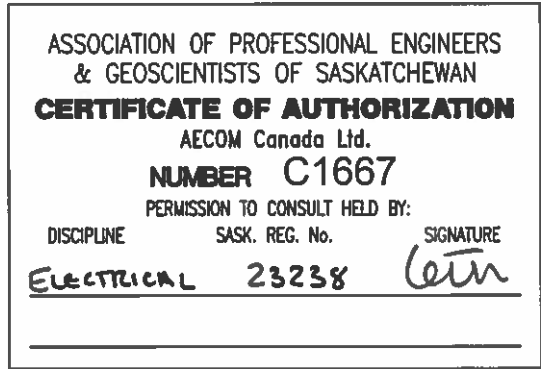 ASSOCIATION OF PROFESSIONAL ENGINEERS
& GEOSCIENTISTS OF SASKATCHEWAN
CERTIFICATE OF AUTHORIZATION
AECOM Canada Ltd.
NUMBER C1667
PERMISSION TO CONSULT HELD BY:
DISCIPLINE SASK. REG. No. SIGNATURE
ELECTRICAL 23238